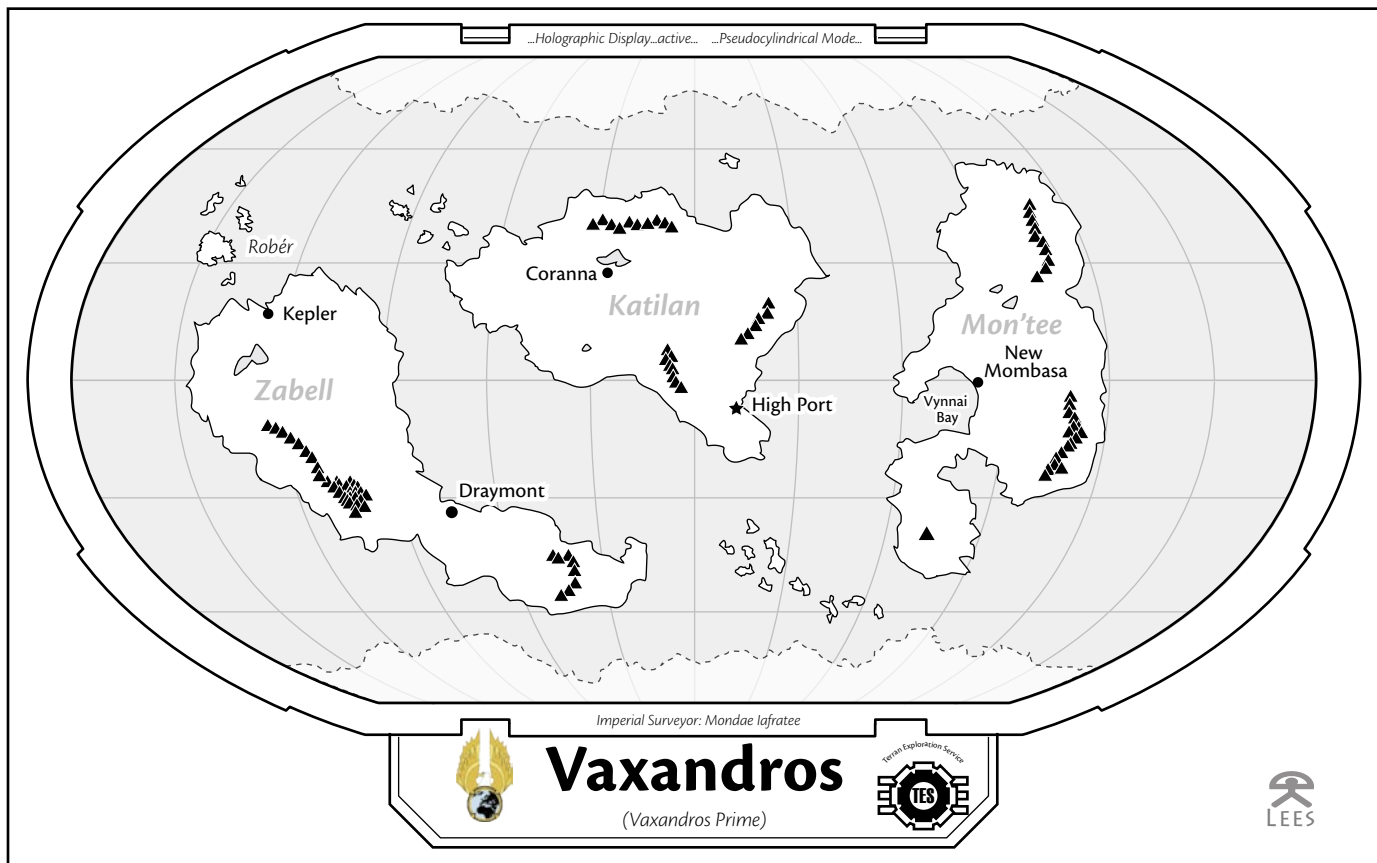 ...Holographic Display...active... ...Pseudocylindrical Mode...
Robér
Coranna
Kepler
Katilan
Mon'tee
New
Mombasa
Zabell
Vynnai
Bay
High Port
Draymont
Imperial Surveyor: Mondae Iafratee
Terran Exploration Service
Vaxandros
TES
(Vaxandros Prime)
LEES